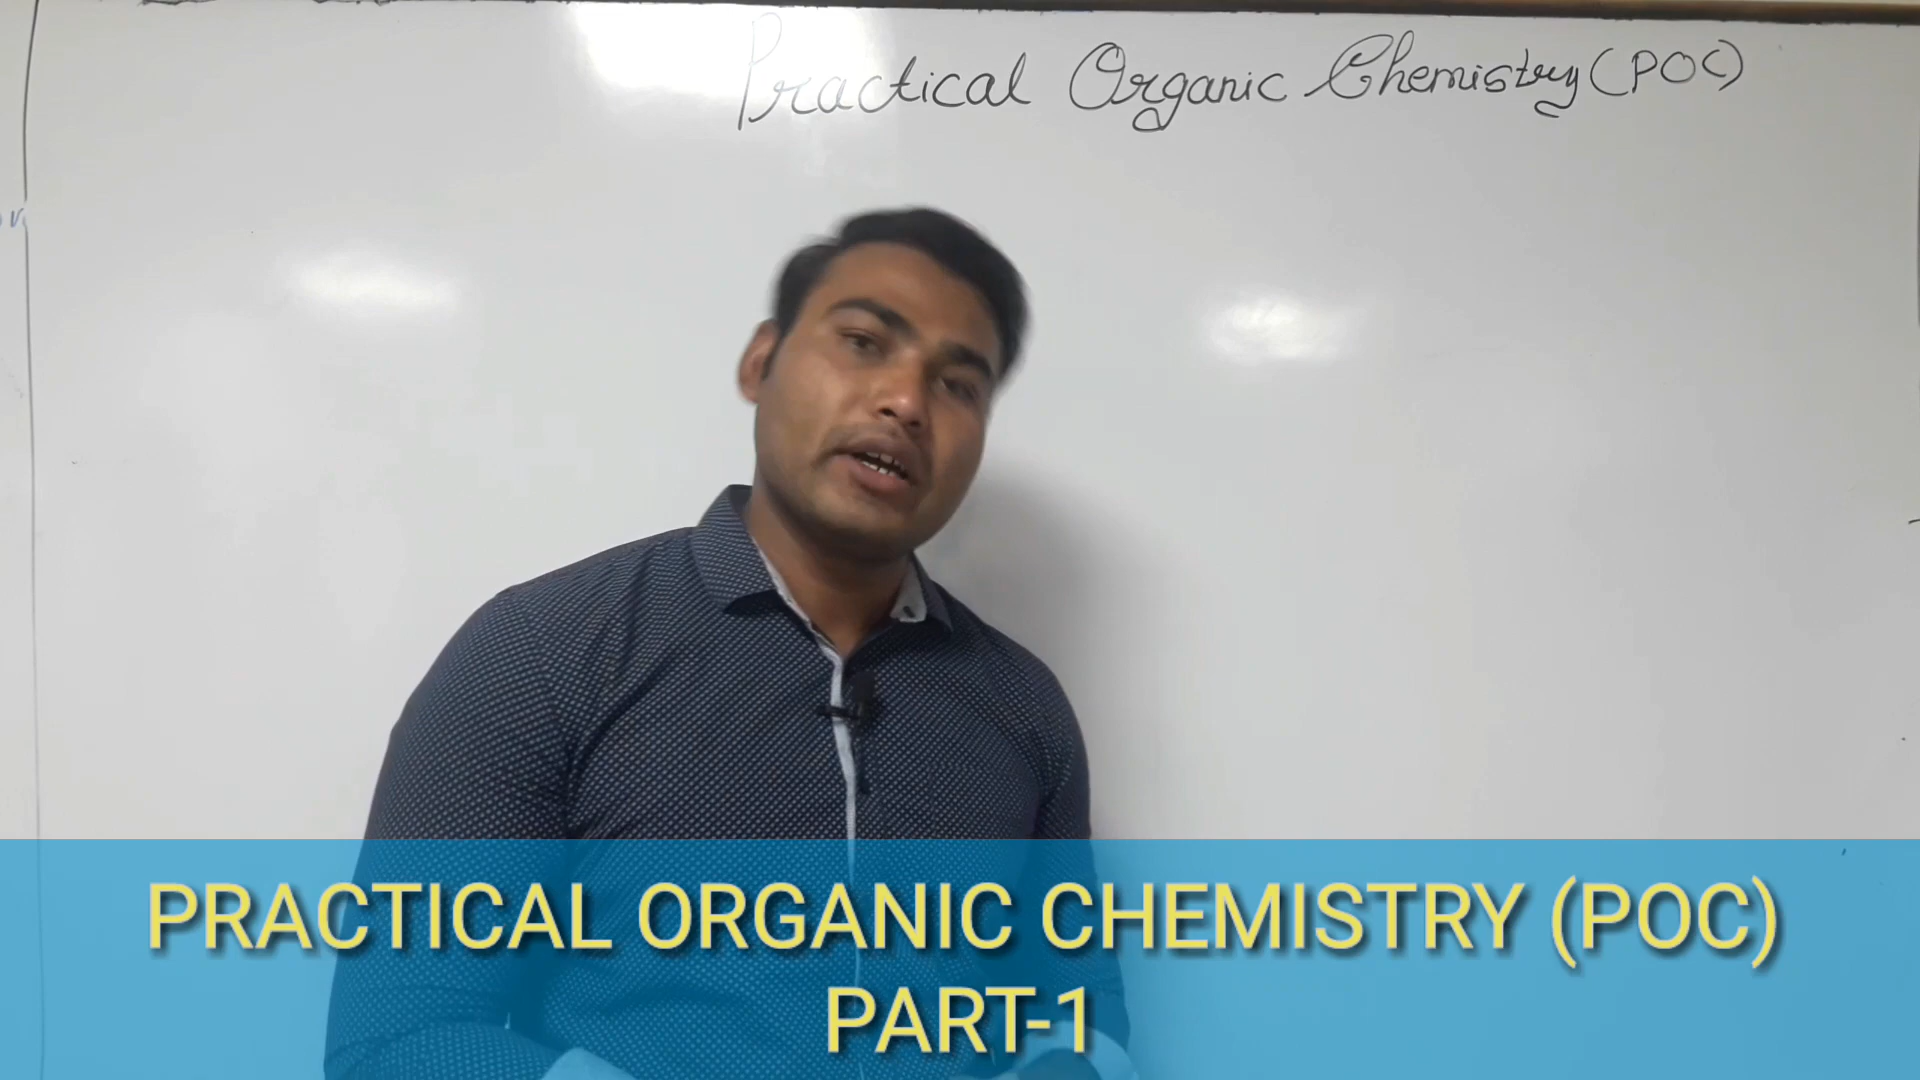 Practical Organic Chemistry (POC)
PRACTICAL ORGANIC CHEMISTRY (POC)
PART-1